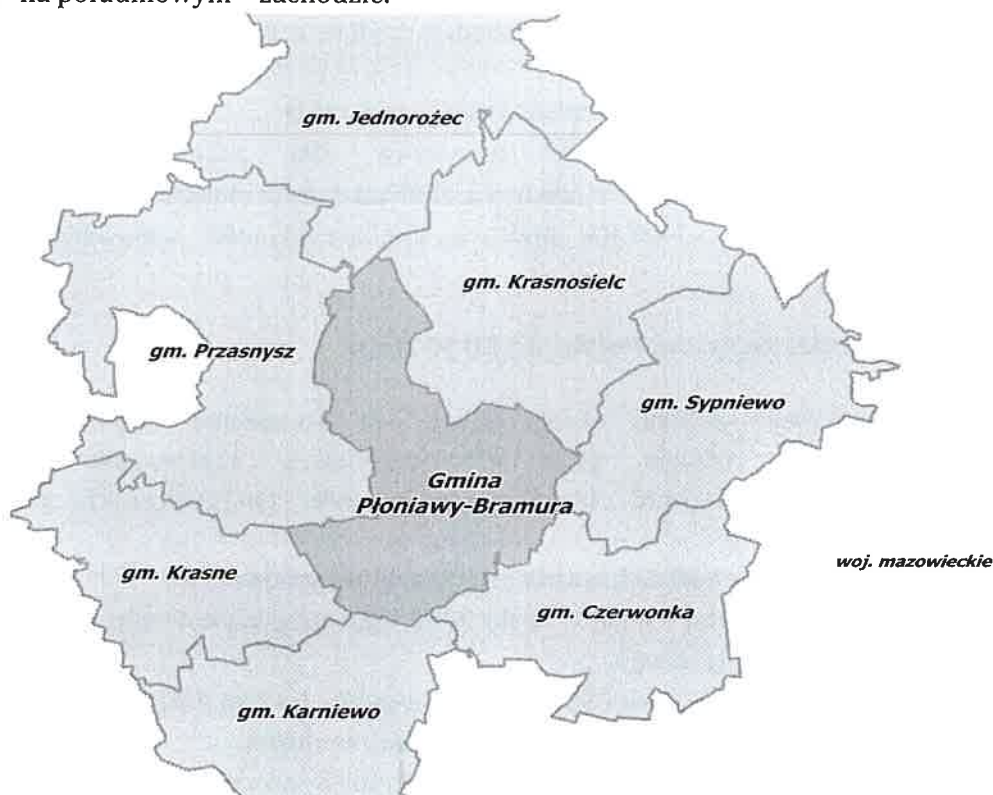 na południowym – zachodzie.
gm. Jednorożec
gm. Krasnosielc
gm. Przasnysz
gm. Sypniewo
Gmina
Płoniawy-Bramura
woj. mazowieckie
gm. Krasne
gm. Czerwonka
gm. Karniewo